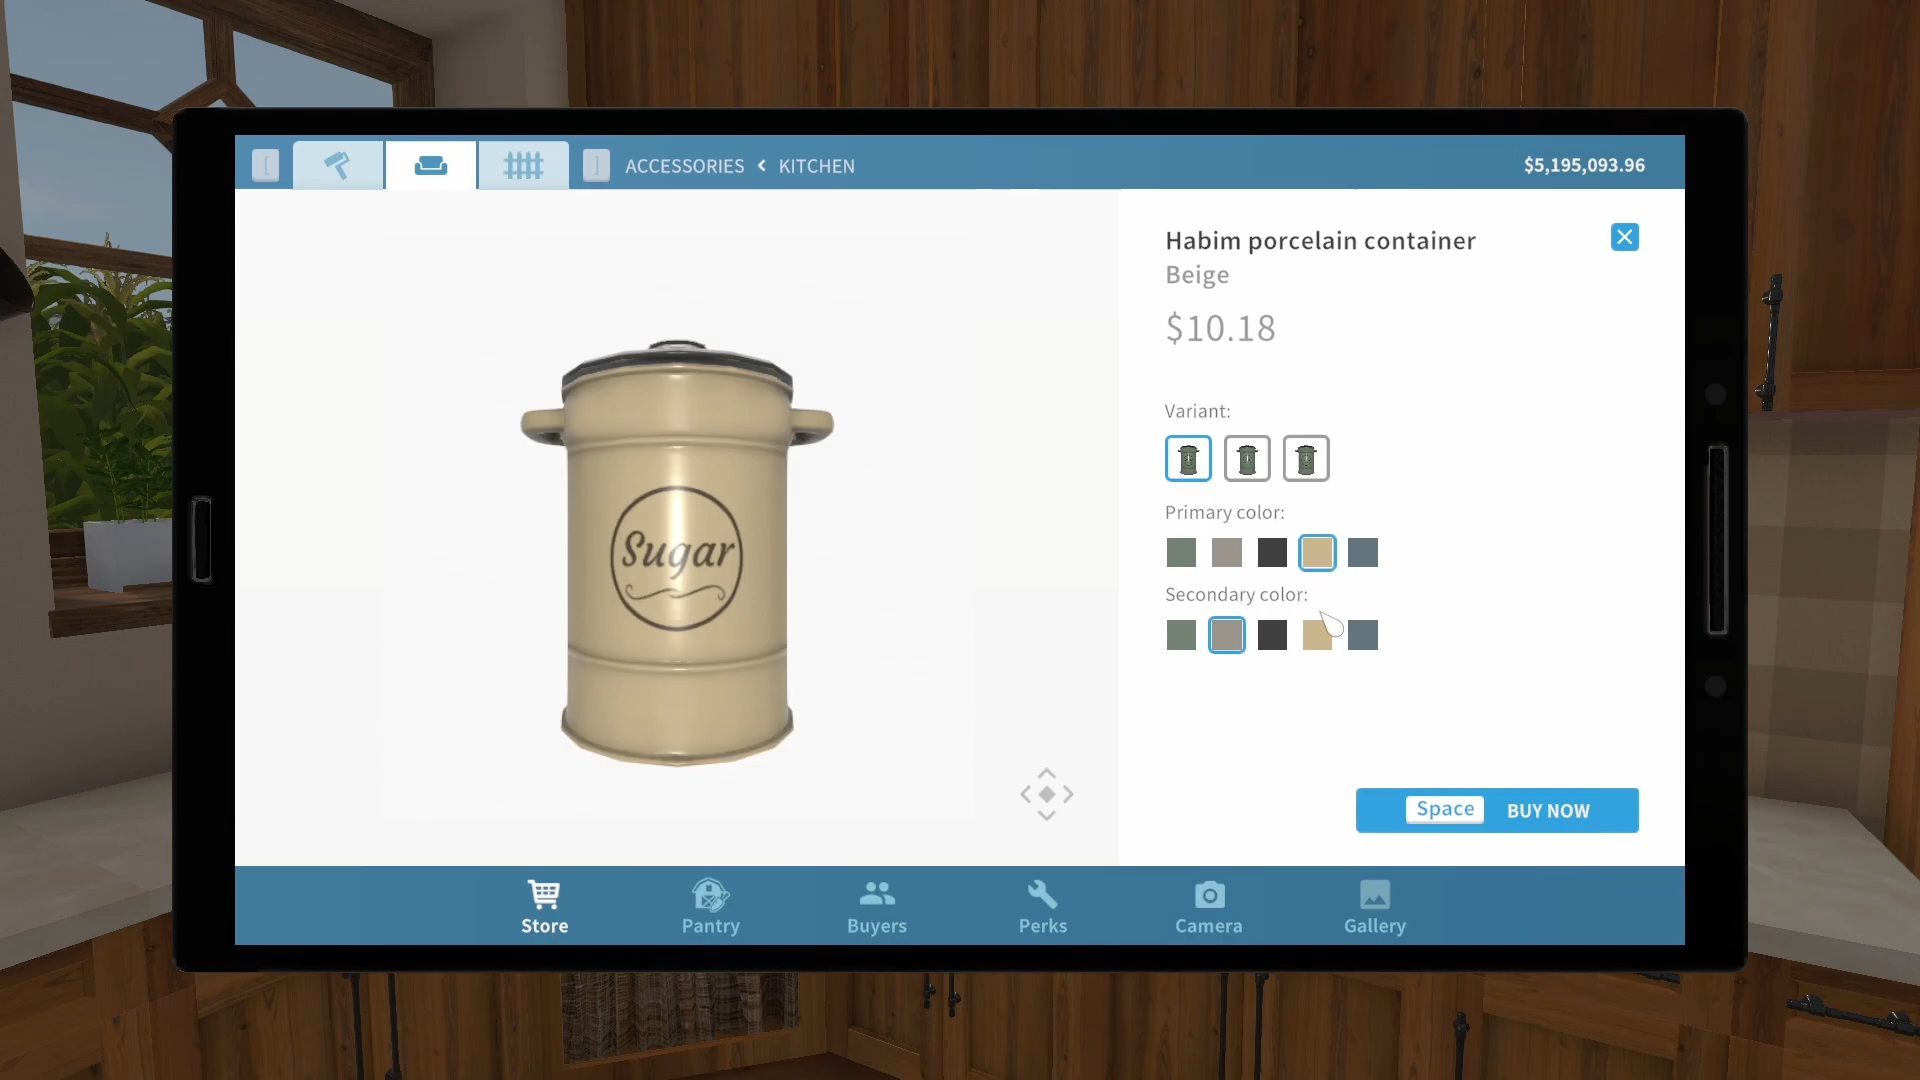 [
]
ACCESSORIES < KITCHEN
$5,195,093.96
Habim porcelain container
Beige
$10.18
Variant:
Primary color:
Secondary color:
Sugar
Space BUY NOW
Store
Pantry
Buyers
Perks
Camera
Gallery